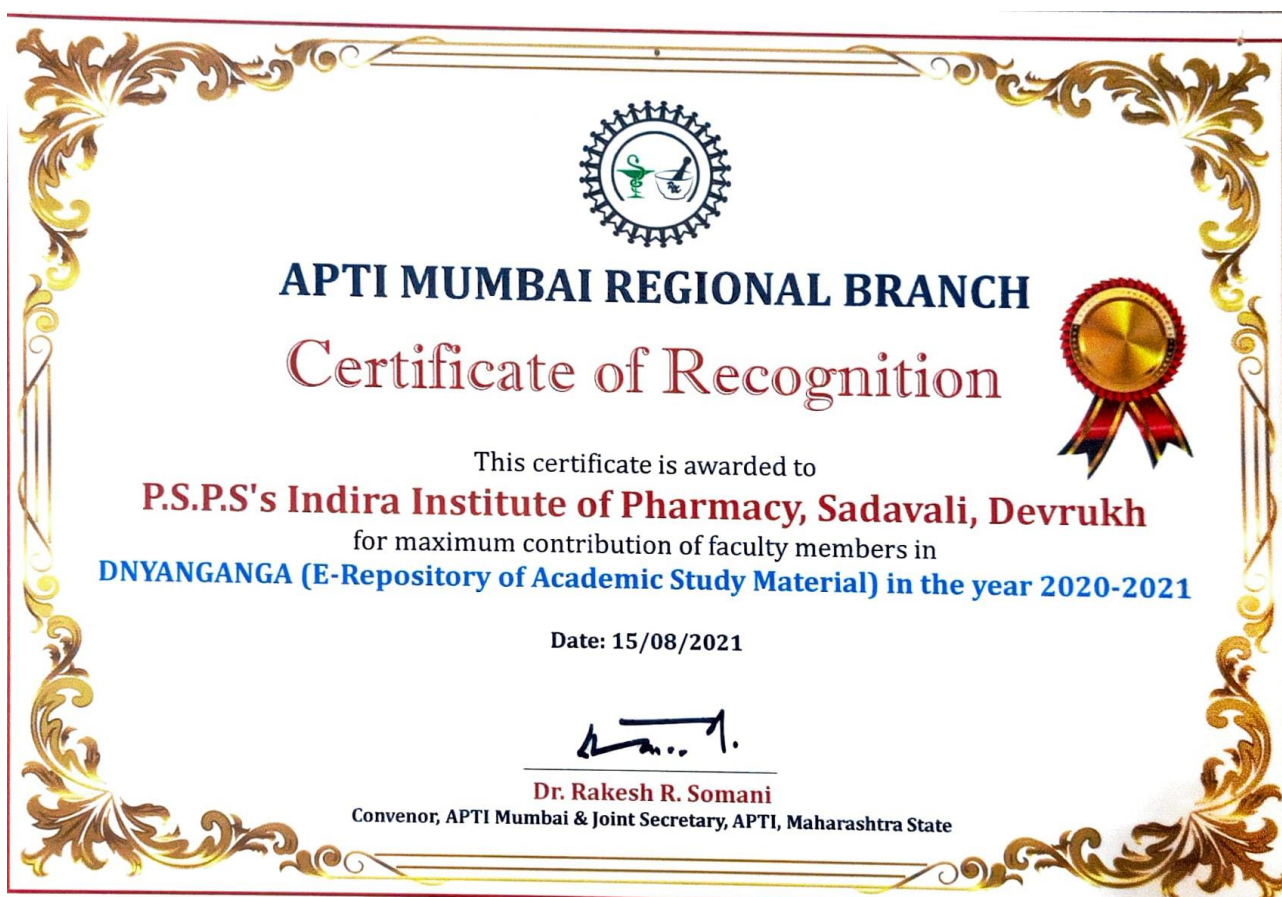 APTI MUMBAI REGIONAL BRANCH
Certificate of Recognition
This certificate is awarded to
P.S.P.S's Indira Institute of Pharmacy, Sadavali, Devrukh
for maximum contribution of faculty members in
DNYANGANGA (E-Repository of Academic Study Material) in the year 2020-2021
Date: 15/08/2021
Dr. Rakesh R. Somani
Convenor, APTI Mumbai & Joint Secretary, APTI, Maharashtra State